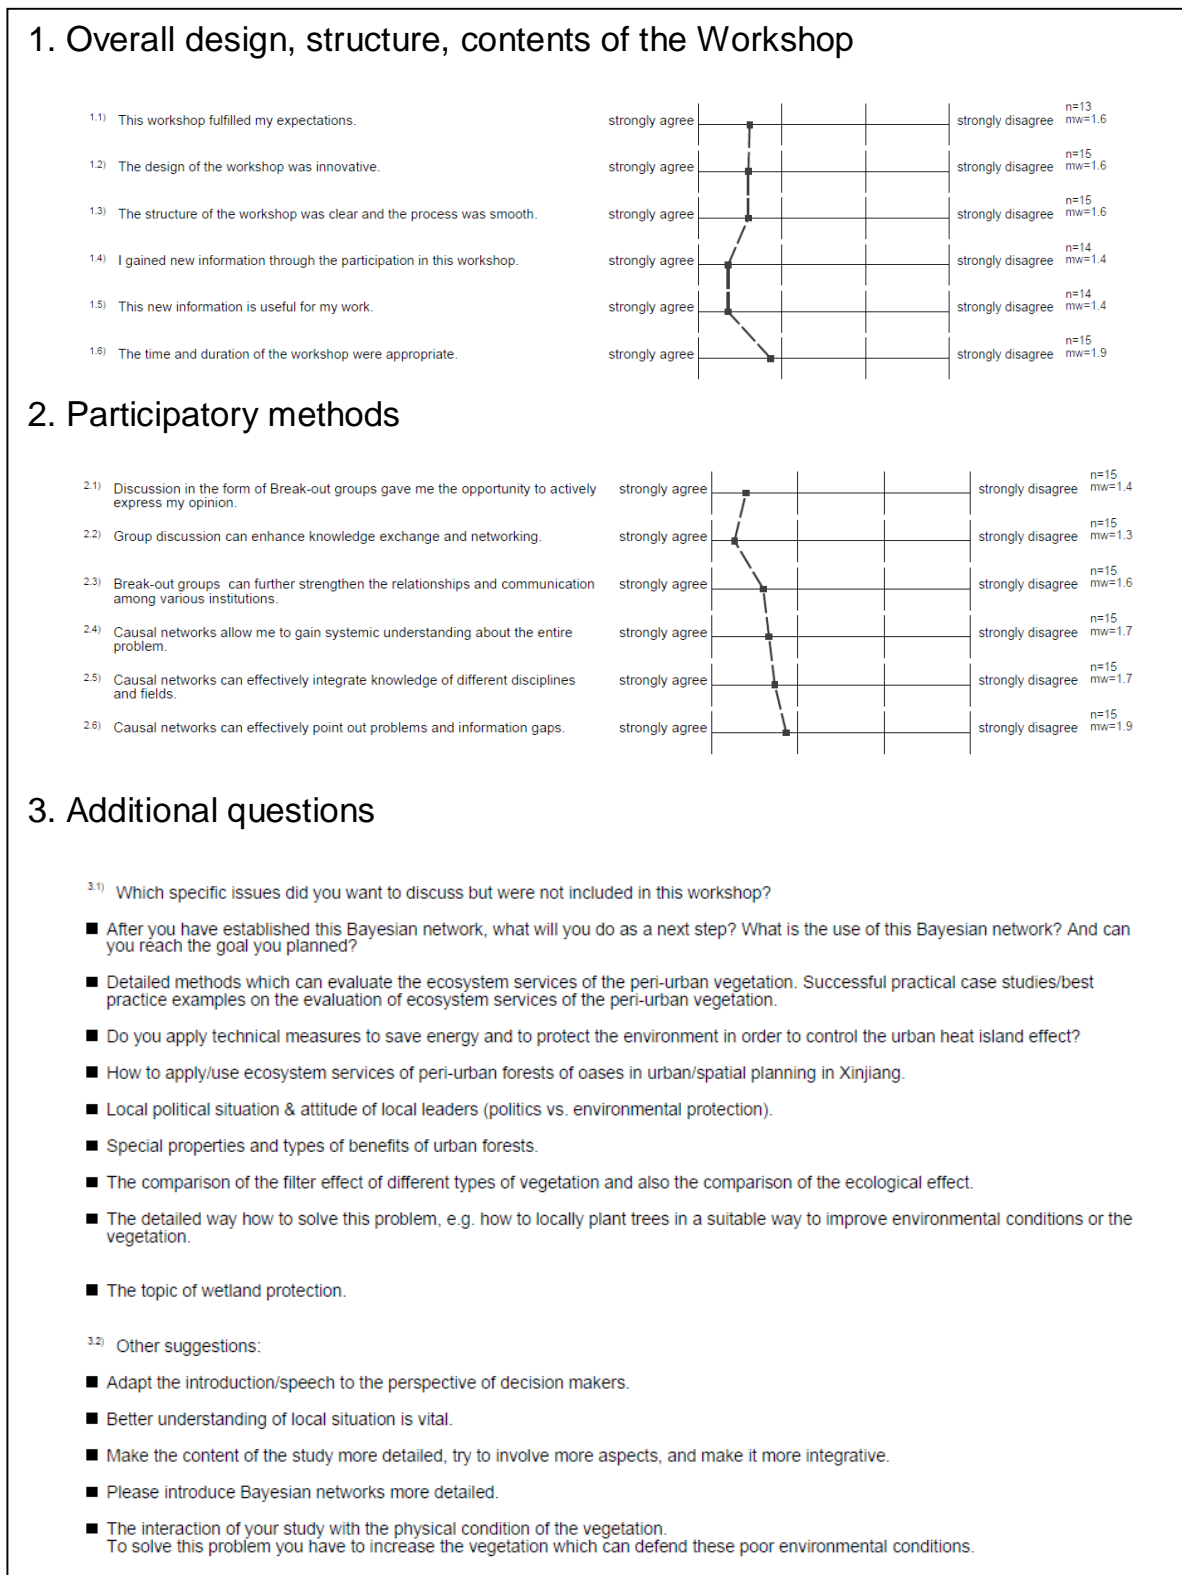 1. Overall design, structure, contents of the Workshop
1.1) This workshop fulfilled my expectations. strongly agree strongly disagree n=13 mw=1.6
1.2) The design of the workshop was innovative. strongly agree strongly disagree n=15 mw=1.6
1.3) The structure of the workshop was clear and the process was smooth. strongly agree strongly disagree n=15 mw=1.6
1.4) I gained new information through the participation in this workshop. strongly agree strongly disagree n=14 mw=1.4
1.5) This new information is useful for my work. strongly agree strongly disagree n=14 mw=1.4
1.6) The time and duration of the workshop were appropriate. strongly agree strongly disagree n=15 mw=1.9
2. Participatory methods
2.1) Discussion in the form of Break-out groups gave me the opportunity to actively strongly agree strongly disagree n=15 mw=1.4
express my opinion.
2.2) Group discussion can enhance knowledge exchange and networking. strongly agree strongly disagree n=15 mw=1.3
2.3) Break-out groups can further strengthen the relationships and communication strongly agree strongly disagree n=15 mw=1.6
among various institutions.
2.4) Causal networks allow me to gain systemic understanding about the entire strongly agree strongly disagree n=15 mw=1.7
problem.
2.5) Causal networks can effectively integrate knowledge of different disciplines strongly agree strongly disagree n=15 mw=1.7
and fields.
2.6) Causal networks can effectively point out problems and information gaps. strongly agree strongly disagree n=15 mw=1.9
3. Additional questions
3.1) Which specific issues did you want to discuss but were not included in this workshop?
■ After you have established this Bayesian network, what will you do as a next step? What is the use of this Bayesian network? And can
you reach the goal you planned?
■ Detailed methods which can evaluate the ecosystem services of the peri-urban vegetation. Successful practical case studies/best
practice examples on the evaluation of ecosystem services of the peri-urban vegetation.
■ Do you apply technical measures to save energy and to protect the environment in order to control the urban heat island effect?
■ How to apply/use ecosystem services of peri-urban forests of oases in urban/spatial planning in Xinjiang.
■ Local political situation & attitude of local leaders (politics vs. environmental protection).
■ Special properties and types of benefits of urban forests.
■ The comparison of the filter effect of different types of vegetation and also the comparison of the ecological effect.
■ The detailed way how to solve this problem, e.g. how to locally plant trees in a suitable way to improve environmental conditions or the
vegetation.
■ The topic of wetland protection.
3.2) Other suggestions:
■ Adapt the introduction/speech to the perspective of decision makers.
■ Better understanding of local situation is vital.
■ Make the content of the study more detailed, try to involve more aspects, and make it more integrative.
■ Please introduce Bayesian networks more detailed.
■ The interaction of your study with the physical condition of the vegetation.
To solve this problem you have to increase the vegetation which can defend these poor environmental conditions.